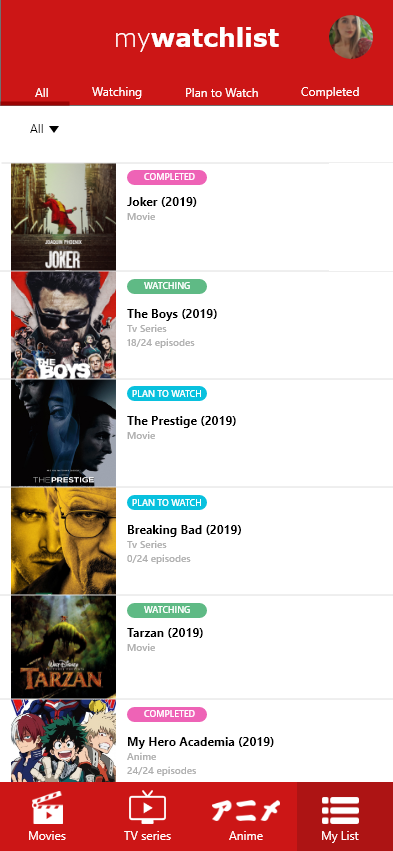 mywatchlist
All
Watching
Plan to Watch
Completed
All
COMPLETED
Joker (2019)
Movie
JOAQUIN PHOENIX
JOKER
WATCHING
The Boys (2019)
Tv Series
18/24 episodes
THE BOYS
PLAN TO WATCH
The Prestige (2019)
Movie
THEPRESTIGE
PLAN TO WATCH
Breaking Bad (2019)
Tv Series
0/24 episodes
WATCHING
Tarzan (2019)
Movie
WALT DISNEY
TARZAN
COMPLETED
My Hero Academia (2019)
Anime
24/24 episodes
Movies
TV series
アニメ
Anime
My List